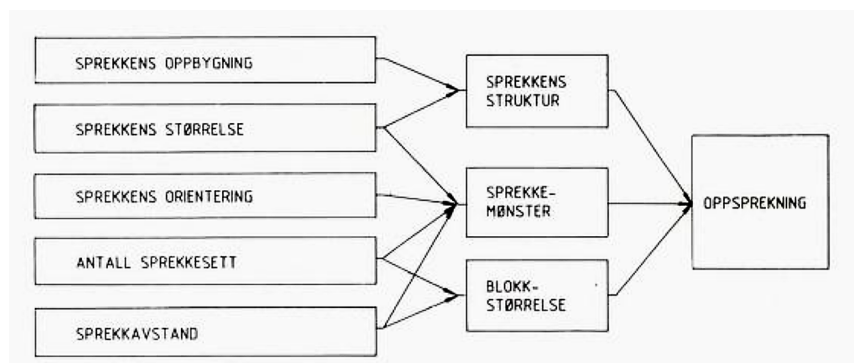 SPREKKENS OPPBYGNING
SPREKKENS STØRRELSE
SPREKKENS ORIENTERING
ANTALL SPREKKESETT
SPREKKAVSTAND
SPREKKENS
STRUKTUR
SPREKKE-
MØNSTER
BLOKK-
STØRRELSE
OPPSPREKNING